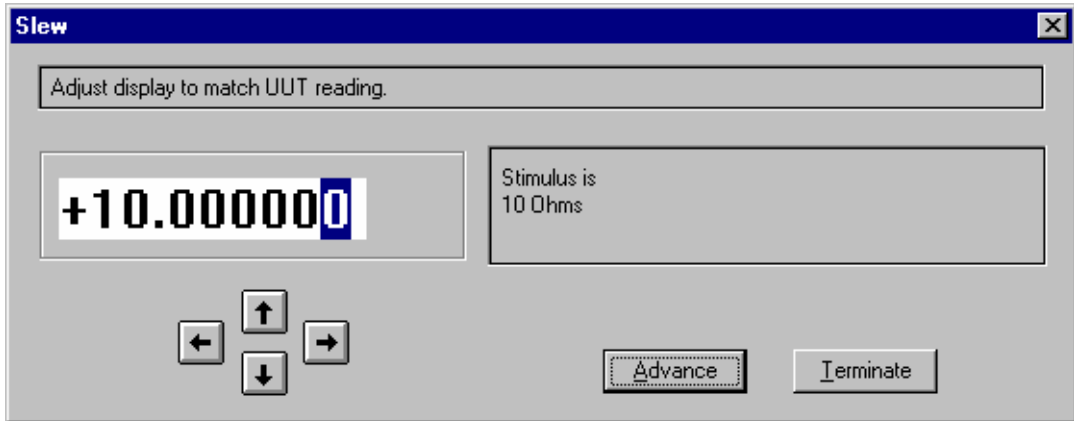 Slew
Adjust display to match UUT reading.
+10.000000
Stimulus is
10 Ohms
Advance
Terminate